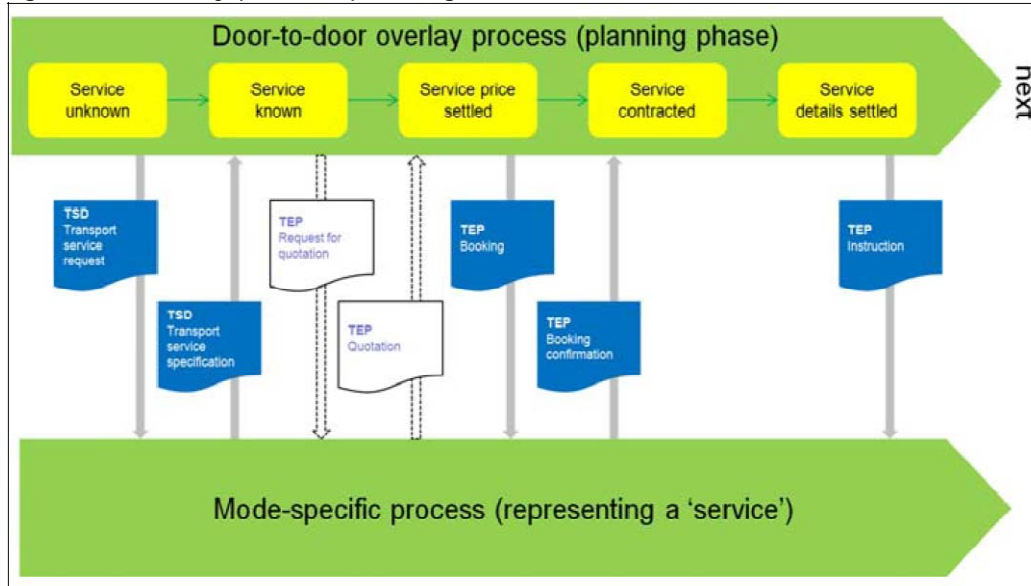 Door-to-door overlay process (planning phase)
Service
unknown
Service
known
Service price
settled
Service
contracted
Service
details settled
next
TSD
Transport
service
request
TEP
Request for
quotation
TEP
Booking
TEP
Instruction
TSD
Transport
service
specification
TEP
Quotation
TEP
Booking
confirmation
Mode-specific process (representing a ‘service’)